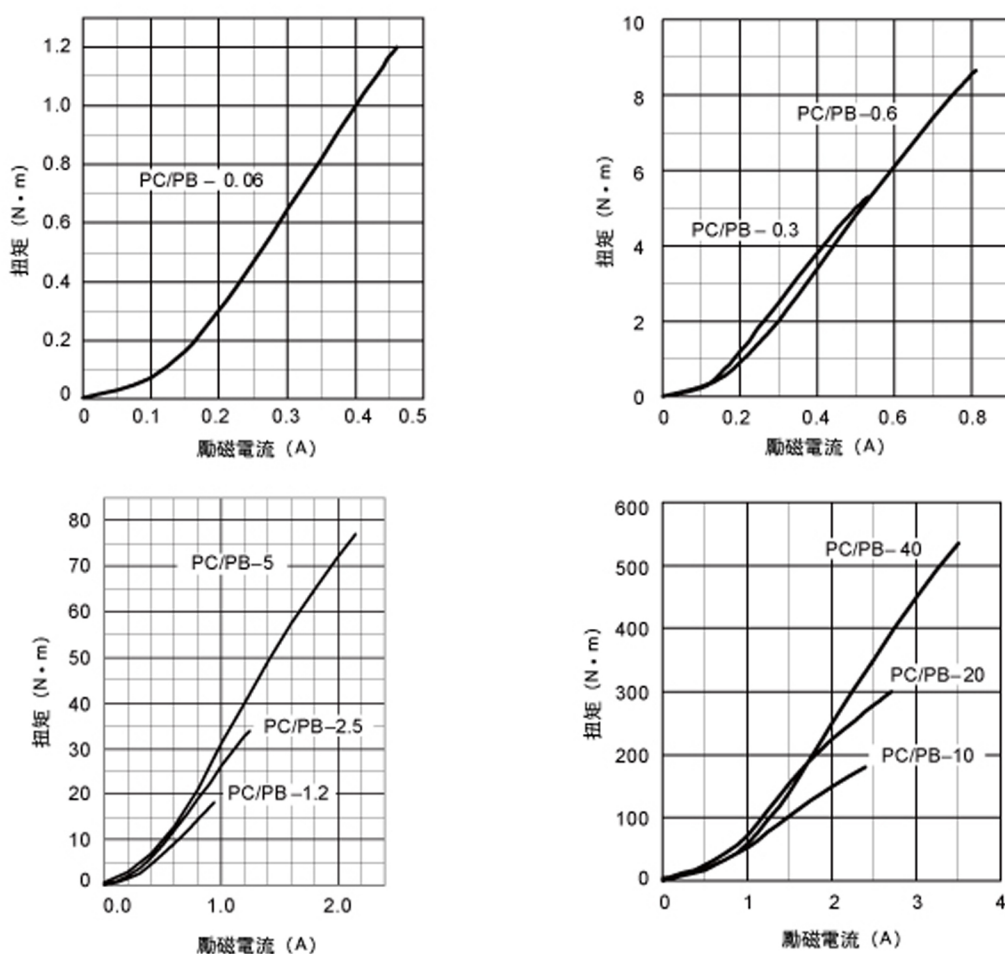 1.2
1.0
0.8
0.6
0.4
0.2
0
扭矩 (N·m)
PC/PB – 0.06
0 0.1 0.2 0.3 0.4 0.5
勵磁電流 (A)
10
8
6
4
2
0
扭矩 (N·m)
PC/PB–0.6
PC/PB – 0.3
0 0.2 0.4 0.6 0.8
勵磁電流 (A)
80
70
60
50
40
30
20
10
0
扭矩 (N·m)
PC/PB–5
PC/PB–2.5
PC/PB–1.2
0.0 1.0 2.0
勵磁電流 (A)
600
500
400
300
200
100
0
扭矩 (N·m)
PC/PB–40
PC/PB–20
PC/PB–10
0 1 2 3 4
勵磁電流 (A)